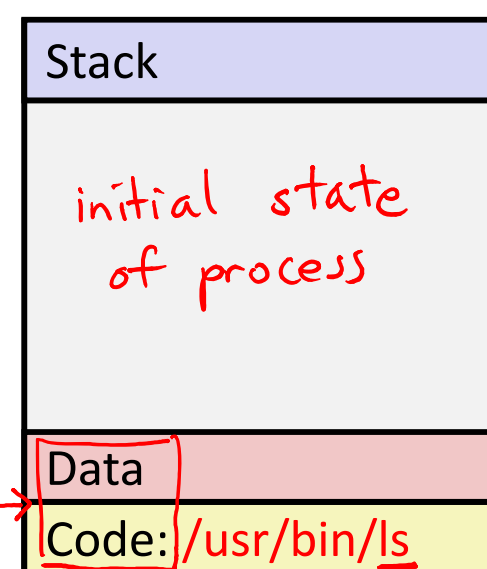 Stack
initial state
of process
Data
Code: /usr/bin/ls